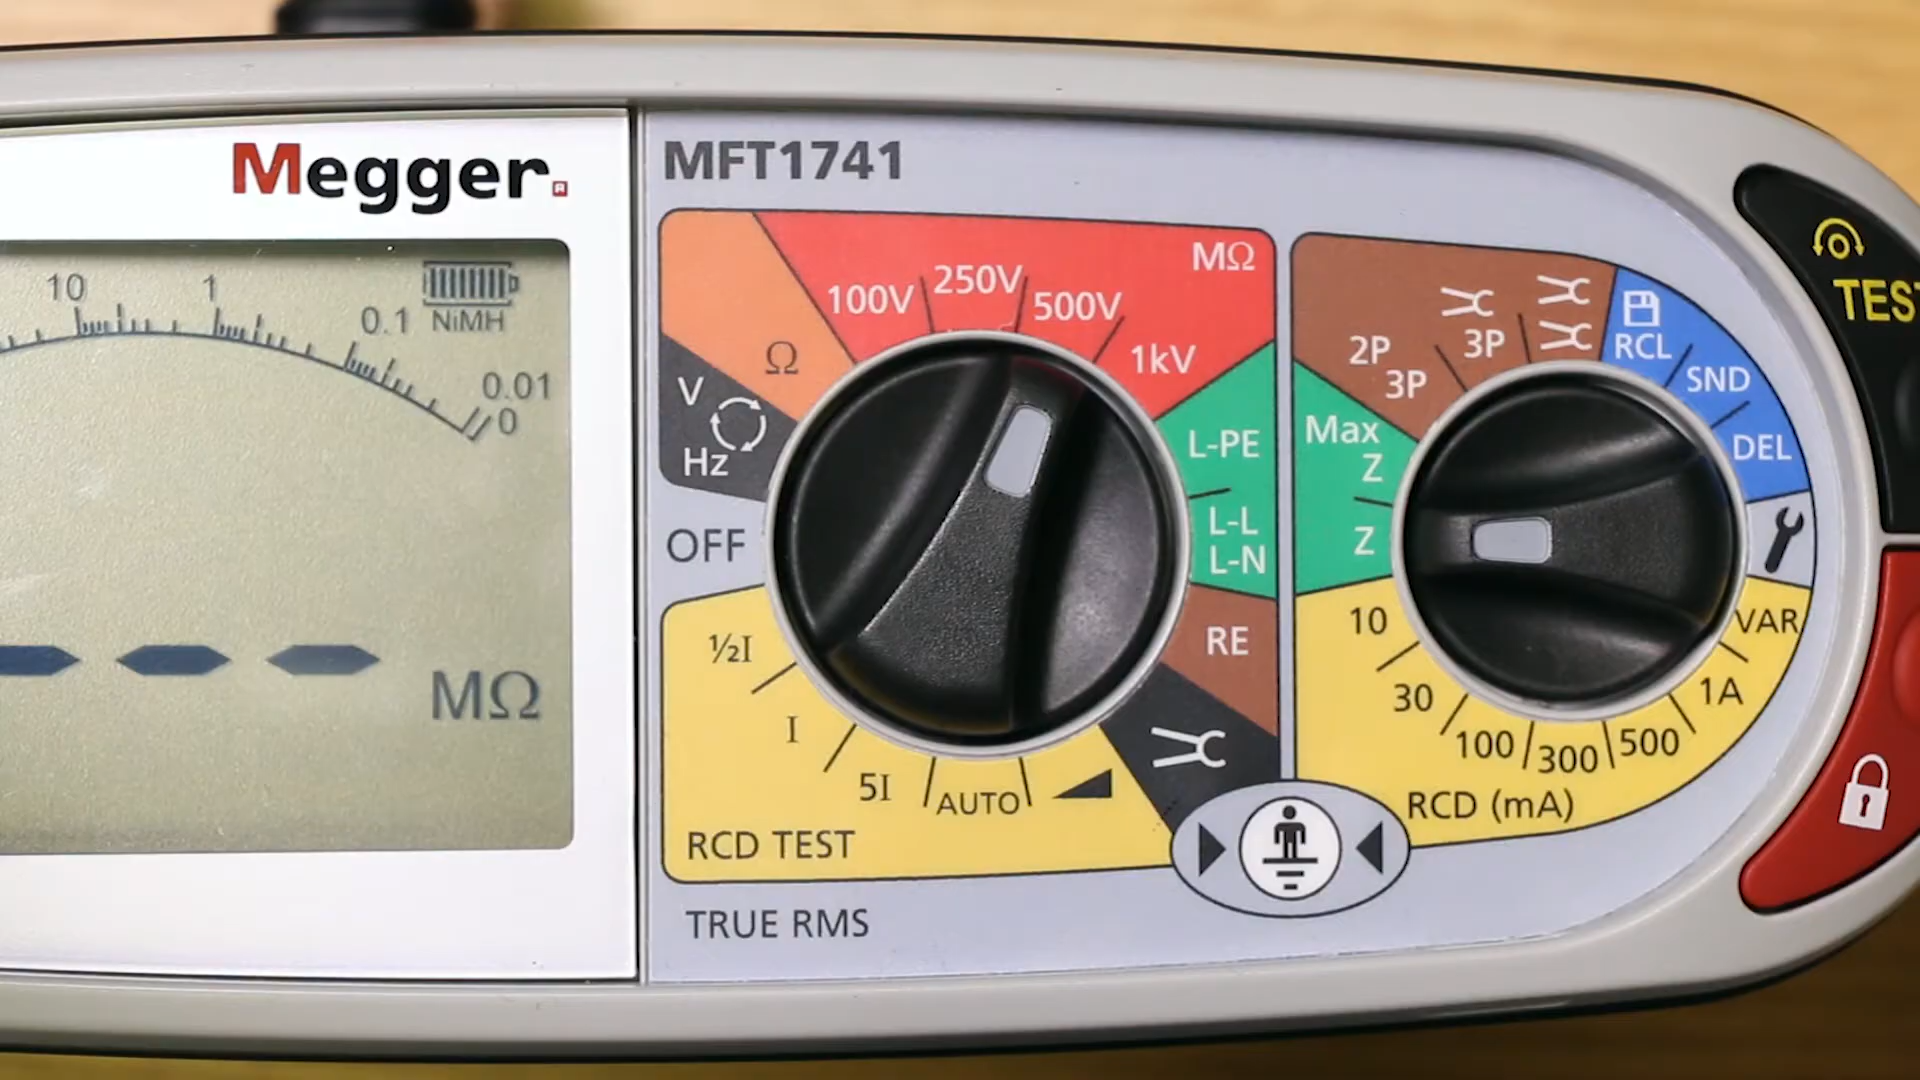 Megger.
MFT1741
10 1 0.1 0.01 0
NiMH
MΩ
MΩ
100V 250V 500V 1kV
Ω
V
Hz
OFF
L-PE
L-L
L-N
RE
½I
I
5I
AUTO
RCD TEST
TRUE RMS
2P
3P
3P
RCL
SND
DEL
Max
Z
Z
10
30
100
300
500
1A
VAR
RCD (mA)